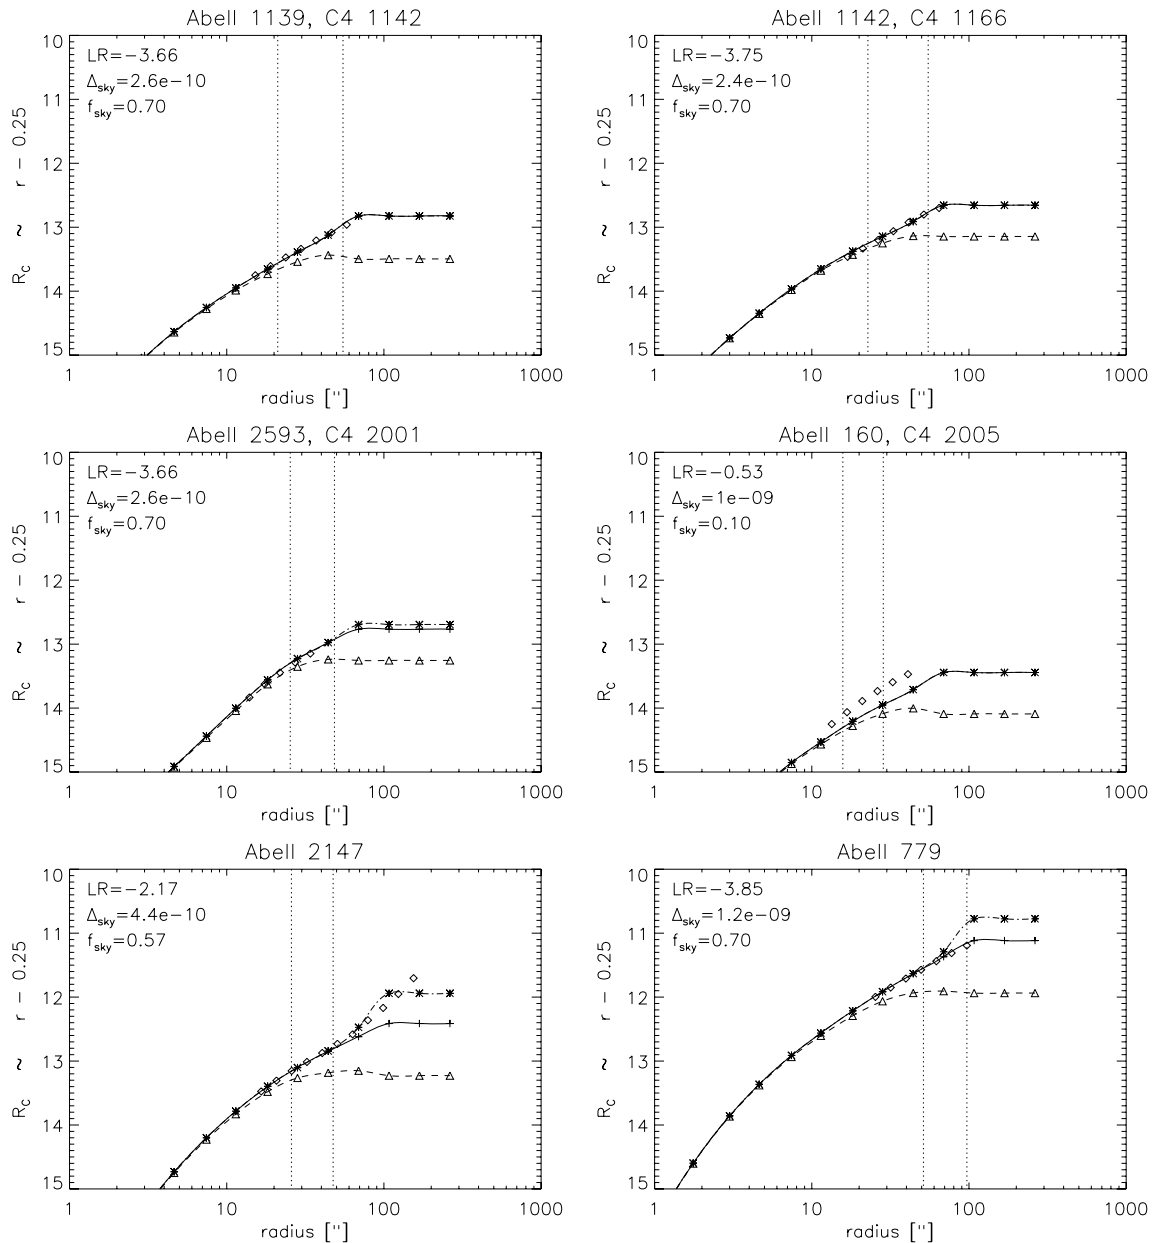 Abell 1139, C4 1142
LR=−3.66
Δsky=2.6e−10
fsky=0.70
10
11
12
13
14
15
R_C ~ r − 0.25
1 10 100 1000
radius ["]
Abell 1142, C4 1166
LR=−3.75
Δsky=2.4e−10
fsky=0.70
10
11
12
13
14
15
R_C ~ r − 0.25
1 10 100 1000
radius ["]
Abell 2593, C4 2001
LR=−3.66
Δsky=2.6e−10
fsky=0.70
10
11
12
13
14
15
R_C ~ r − 0.25
1 10 100 1000
radius ["]
Abell 160, C4 2005
LR=−0.53
Δsky=1e−09
fsky=0.10
10
11
12
13
14
15
R_C ~ r − 0.25
1 10 100 1000
radius ["]
Abell 2147
LR=−2.17
Δsky=4.4e−10
fsky=0.57
10
11
12
13
14
15
R_C ~ r − 0.25
1 10 100 1000
radius ["]
Abell 779
LR=−3.85
Δsky=1.2e−09
fsky=0.70
10
11
12
13
14
15
R_C ~ r − 0.25
1 10 100 1000
radius ["]